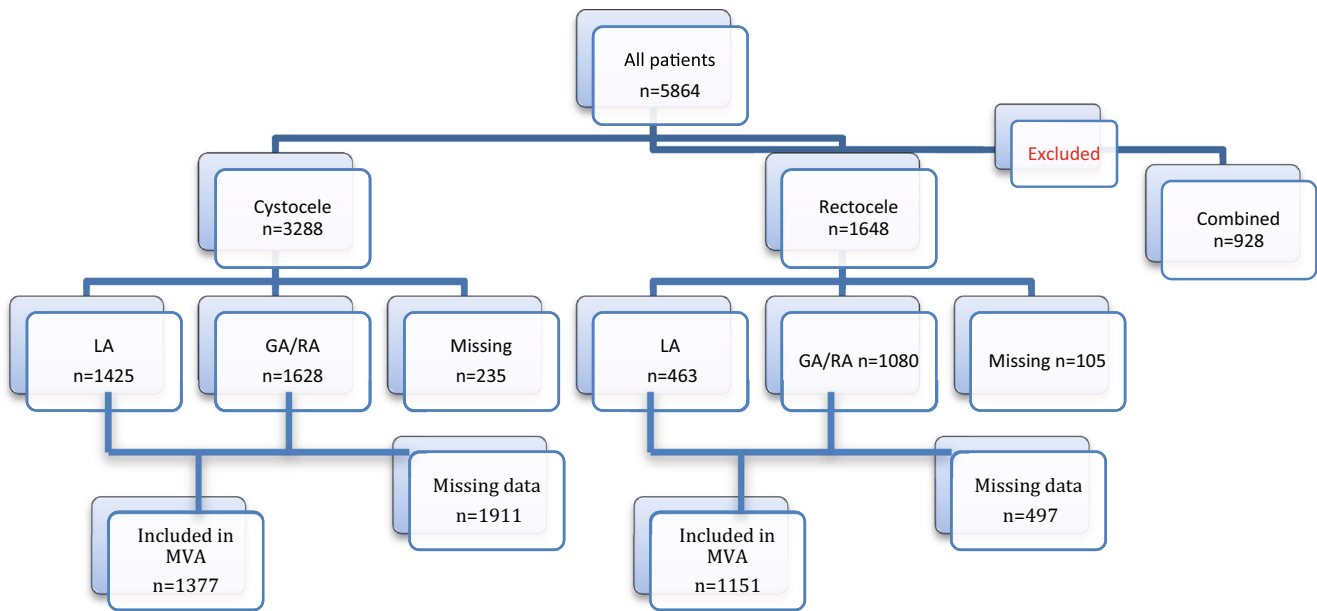 All patients
n=5864
Excluded
Cystocele
n=3288
Rectocele
n=1648
Combined
n=928
LA
n=1425
GA/RA
n=1628
Missing
n=235
LA
n=463
GA/RA n=1080
Missing n=105
Missing data
n=1911
Missing data
n=497
Included in
MVA
n=1377
Included in
MVA
n=1151